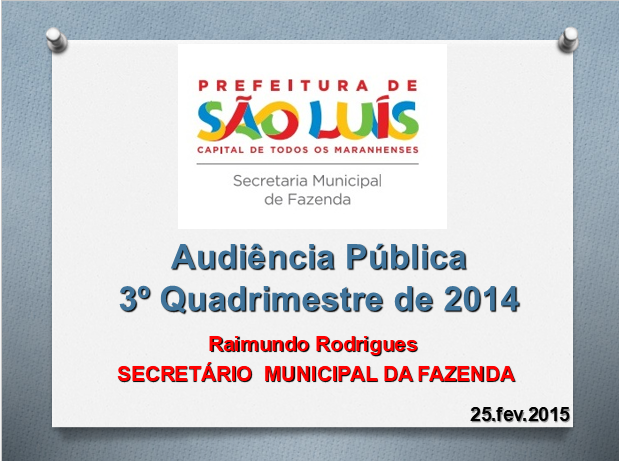 PREFEITURA DE
SÃO LUÍS
CAPITAL DE TODOS OS MARANHENSES
Secretaria Municipal
de Fazenda
Audiência Pública
3º Quadrimestre de 2014
Raimundo Rodrigues
SECRETÁRIO MUNICIPAL DA FAZENDA
25.fev.2015